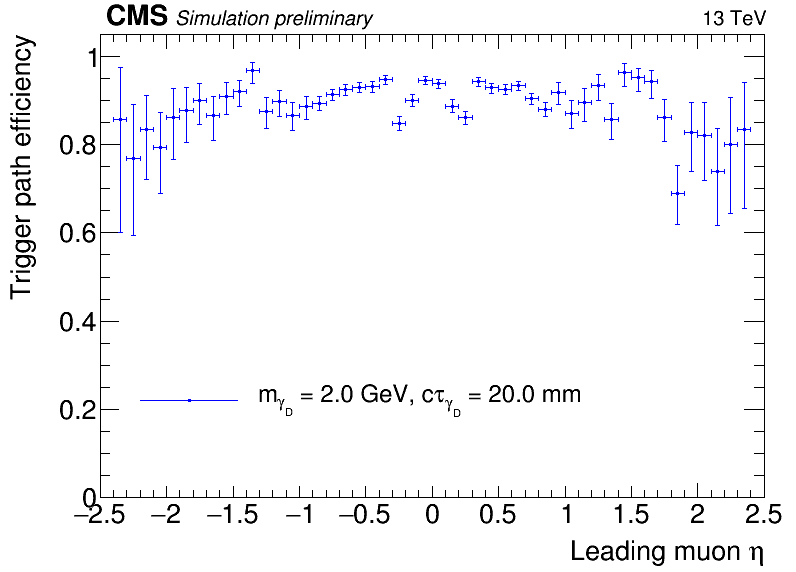 CMS Simulation preliminary 13 TeV
Trigger path efficiency
1
0.8
0.6
0.4
0.2
0
m_γ_D = 2.0 GeV, cτ_γ_D = 20.0 mm
−2.5 −2 −1.5 −1 −0.5 0 0.5 1 1.5 2 2.5
Leading muon η